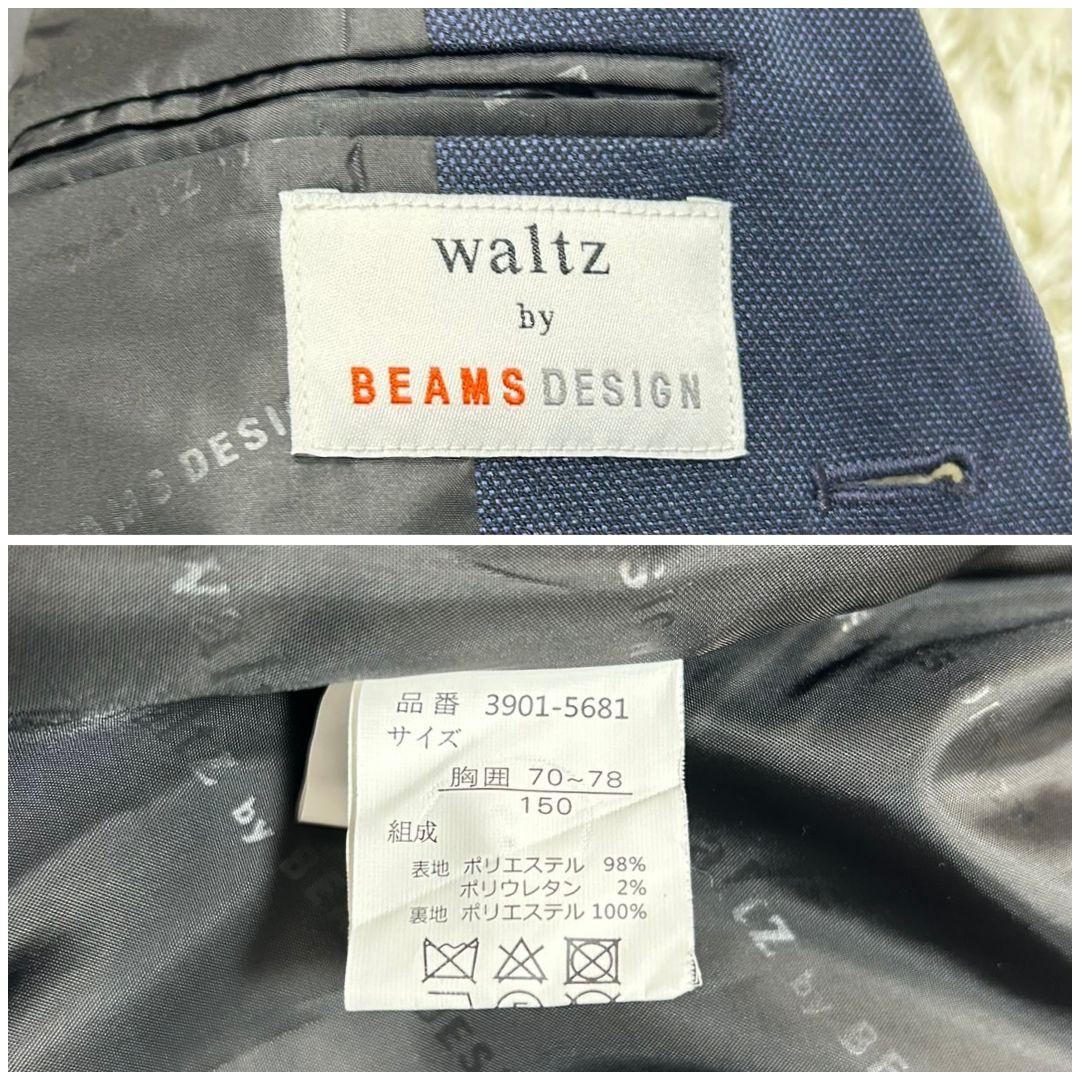 waltz
by
BEAMS DESIGN
品番 3901-5681
サイズ
胸囲 70~78
150
組成
表地 ポリエステル 98%
ポリウレタン 2%
裏地 ポリエステル 100%